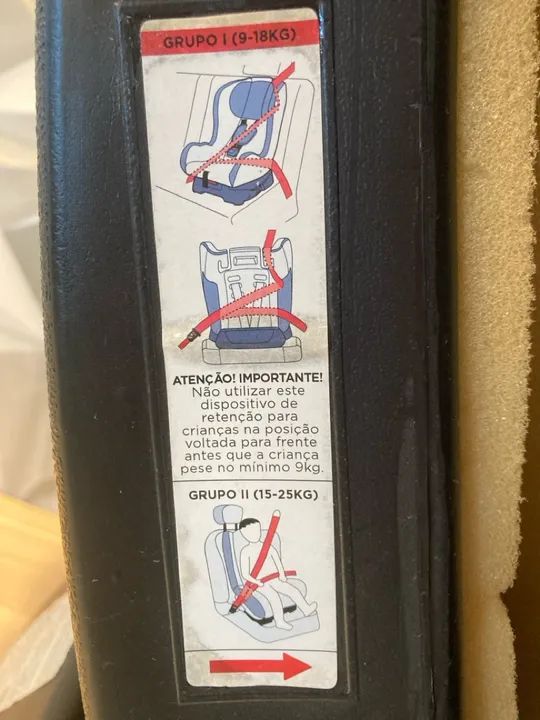 GRUPO I (9-18KG)
ATENÇÃO! IMPORTANTE!
Não utilizar este
dispositivo de
retenção para
crianças na posição
voltada para frente
antes que a criança
pese no mínimo 9kg.
GRUPO II (15-25KG)